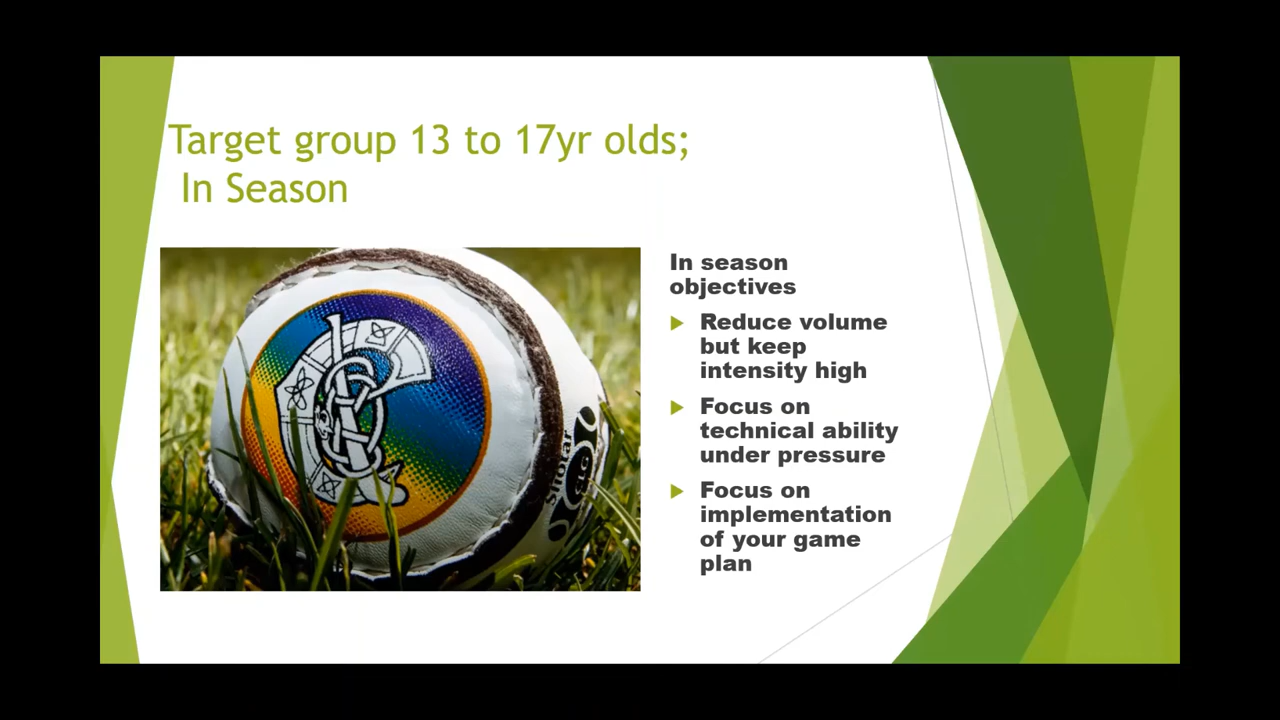 Target group 13 to 17yr olds;
In Season
In season
objectives
Reduce volume
but keep
intensity high
Focus on
technical ability
under pressure
Focus on
implementation
of your game
plan
Sliotar